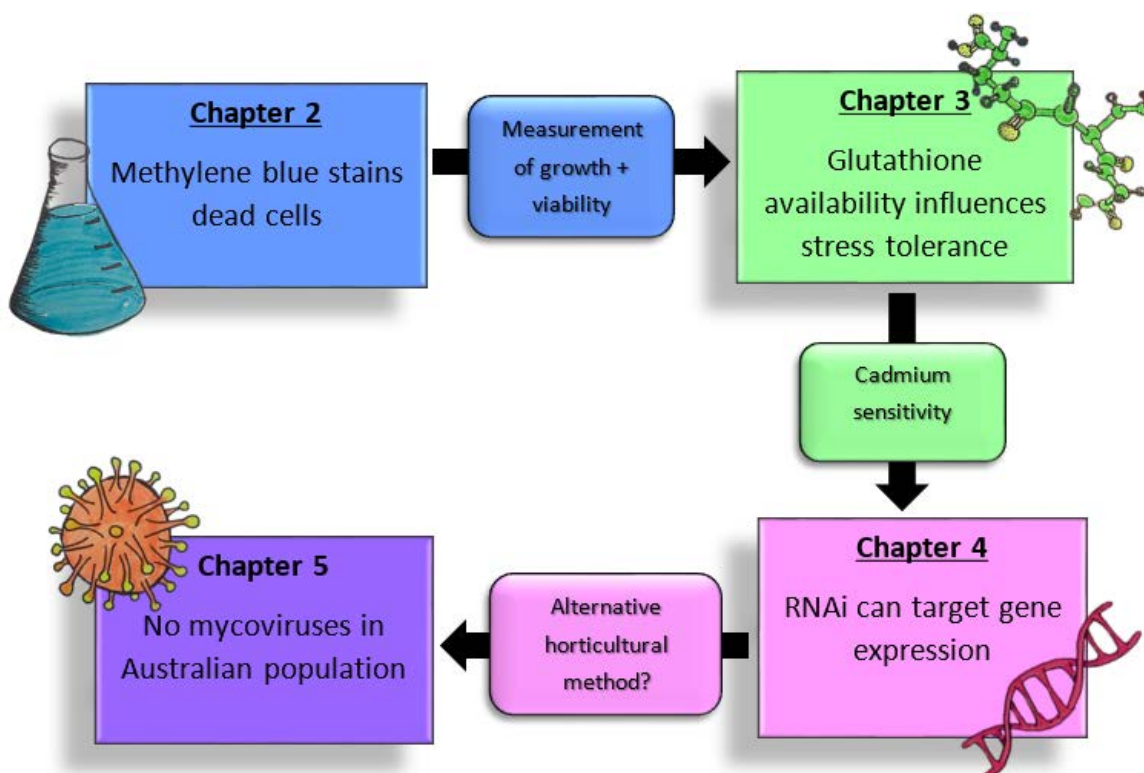 Chapter 2
Methylene blue stains
dead cells
Measurement
of growth +
viability
Chapter 3
Glutathione
availability influences
stress tolerance
Cadmium
sensitivity
Chapter 4
RNAi can target gene
expression
Alternative
horticultural
method?
Chapter 5
No mycoviruses in
Australian population